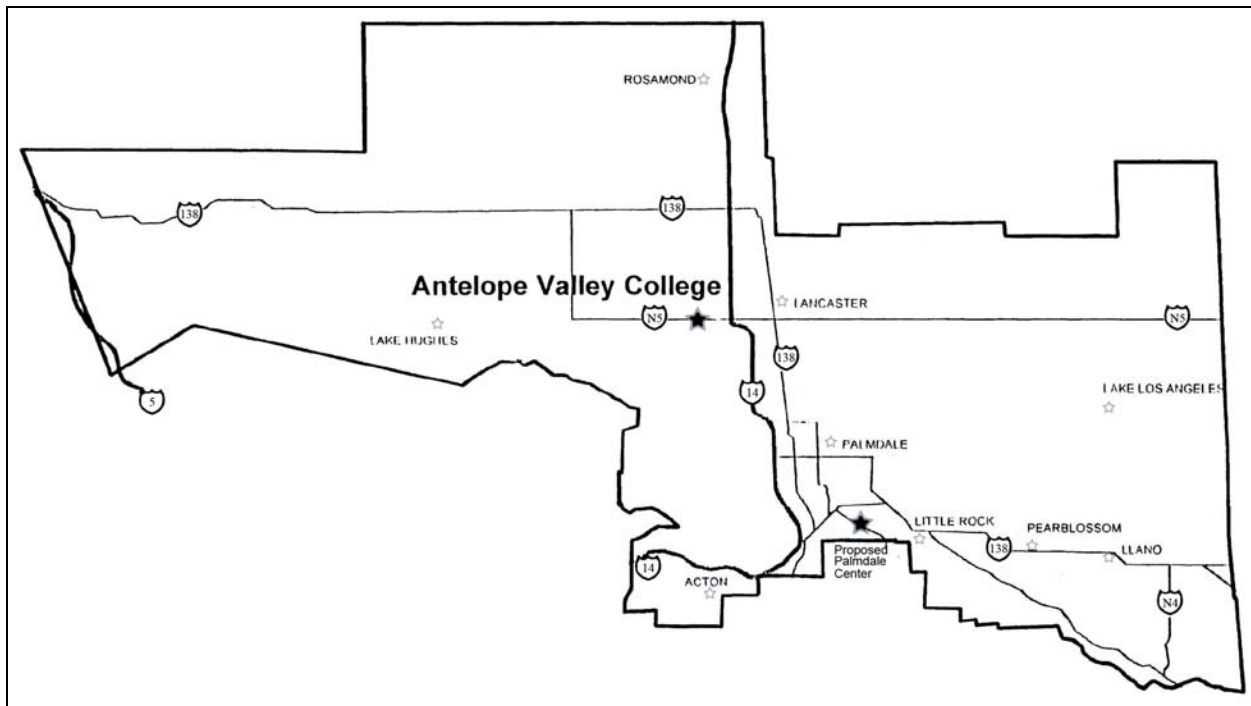 ROSAMOND
138
138
Antelope Valley College
LANCASTER
N5
N5
LAKE HUGHES
138
14
5
LAKE LOS ANGELES
PALMDALE
LITTLE ROCK
PEARBLOSSOM
Proposed
Palmdale
Center
138
LLANO
14
ACTON
N4